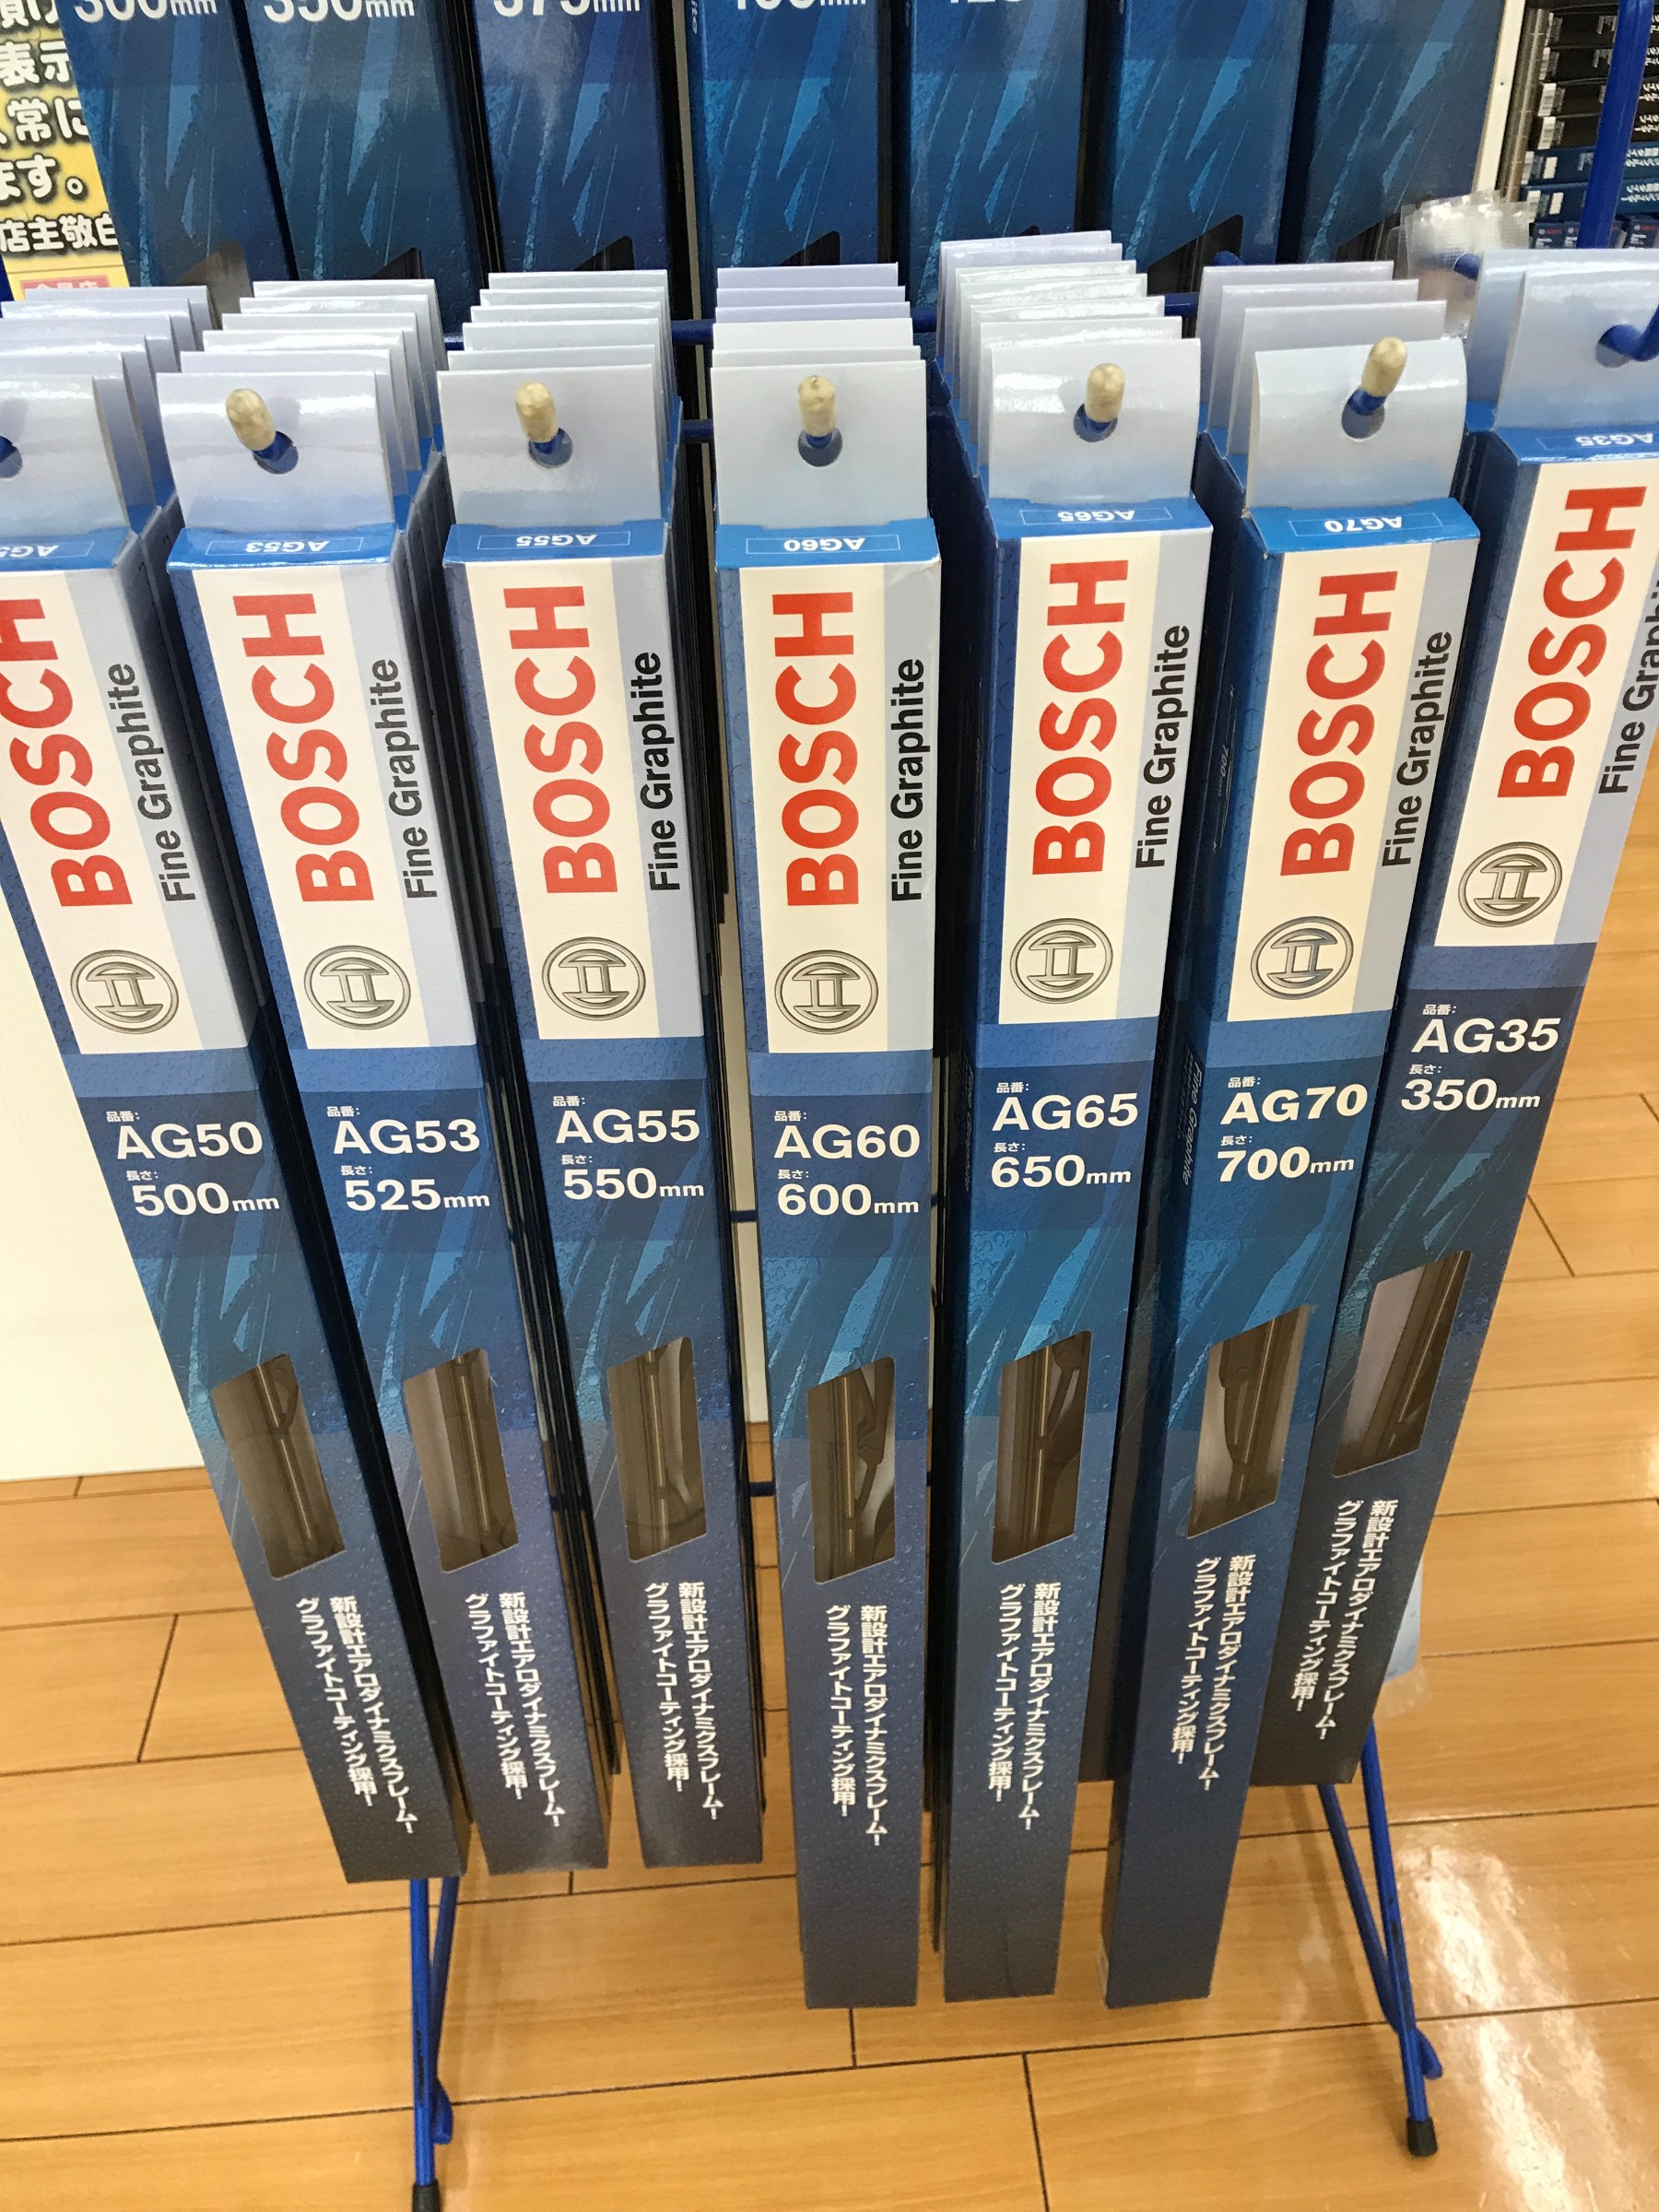 表示
常に
ます。
店主敬白
350mm
375mm
AG53
AG55
AG60
AG65
AG70
AG35
BOSCH
Fine Graphite
品番:
AG50
長さ:
500mm
新設計エアロダイナミクスフレーム!
グラファイトコーティング採用!
BOSCH
Fine Graphite
品番:
AG53
長さ:
525mm
新設計エアロダイナミクスフレーム!
グラファイトコーティング採用!
BOSCH
Fine Graphite
品番:
AG55
長さ:
550mm
新設計エアロダイナミクスフレーム!
グラファイトコーティング採用!
BOSCH
Fine Graphite
品番:
AG60
長さ:
600mm
新設計エアロダイナミクスフレーム!
グラファイトコーティング採用!
BOSCH
Fine Graphite
品番:
AG65
長さ:
650mm
新設計エアロダイナミクスフレーム!
グラファイトコーティング採用!
BOSCH
Fine Graphite
品番:
AG70
長さ:
700mm
新設計エアロダイナミクスフレーム!
グラファイトコーティング採用!
BOSCH
Fine Graphite
品番:
AG35
長さ:
350mm
新設計エアロダイナミクスフレーム!
グラファイトコーティング採用!